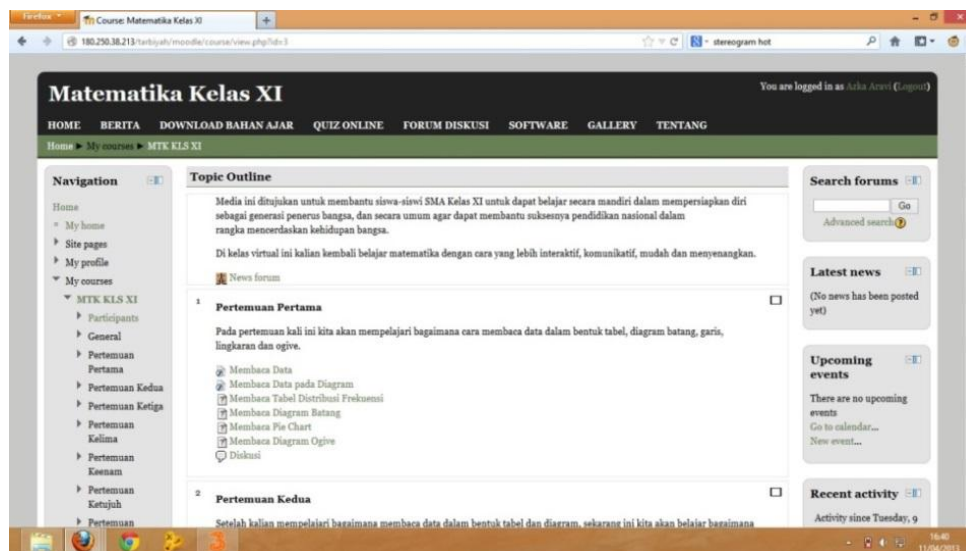 Firefox
Course: Matematika Kelas XI
180.250.38.213/tarbiyah/moodle/course/view.php?id=3
stereogram hot
Matematika Kelas XI
You are logged in as Azka Aravi (Logout)
HOME BERITA DOWNLOAD BAHAN AJAR QUIZ ONLINE FORUM DISKUSI SOFTWARE GALLERY TENTANG
Home ► My courses ► MTK KLS XI
Navigation
Home
My home
Site pages
My profile
My courses
MTK KLS XI
Participants
General
Pertemuan
Pertama
Pertemuan Kedua
Pertemuan Ketiga
Pertemuan
Kelima
Pertemuan
Keenam
Pertemuan
Ketujuh
Pertemuan
Topic Outline
Media ini ditujukan untuk membantu siswa-siswi SMA Kelas XI untuk dapat belajar secara mandiri dalam mempersiapkan diri
sebagai generasi penerus bangsa, dan secara umum agar dapat membantu suksesnya pendidikan nasional dalam
rangka mencerdaskan kehidupan bangsa.
Di kelas virtual ini kalian kembali belajar matematika dengan cara yang lebih interaktif, komunikatif, mudah dan menyenangkan.
News forum
1 Pertemuan Pertama
Pada pertemuan kali ini kita akan mempelajari bagaimana cara membaca data dalam bentuk tabel, diagram batang, garis,
lingkaran dan ogive.
Membaca Data
Membaca Data pada Diagram
Membaca Tabel Distribusi Frekuensi
Membaca Diagram Batang
Membaca Pie Chart
Membaca Diagram Ogive
Diskusi
2 Pertemuan Kedua
Setelah kalian mempelajari bagaimana membaca data dalam bentuk tabel dan diagram, sekarang ini kita akan belajar bagaimana
Search forums
Go
Advanced search
Latest news
(No news has been posted
yet)
Upcoming
events
There are no upcoming
events
Go to calendar...
New event...
Recent activity
Activity since Tuesday, 9
16:40
11/04/2013